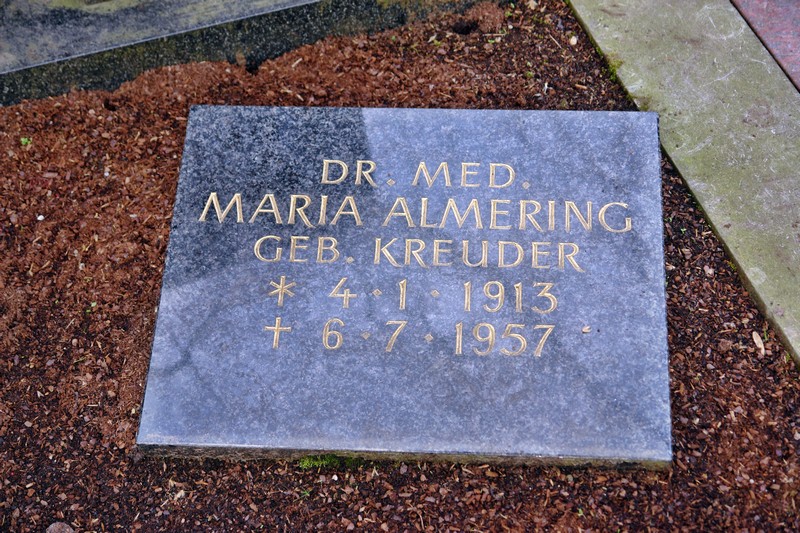 DR. MED.
MARIA ALMERING
GEB. KREUDER
* 4·1·1913
† 6·7·1957